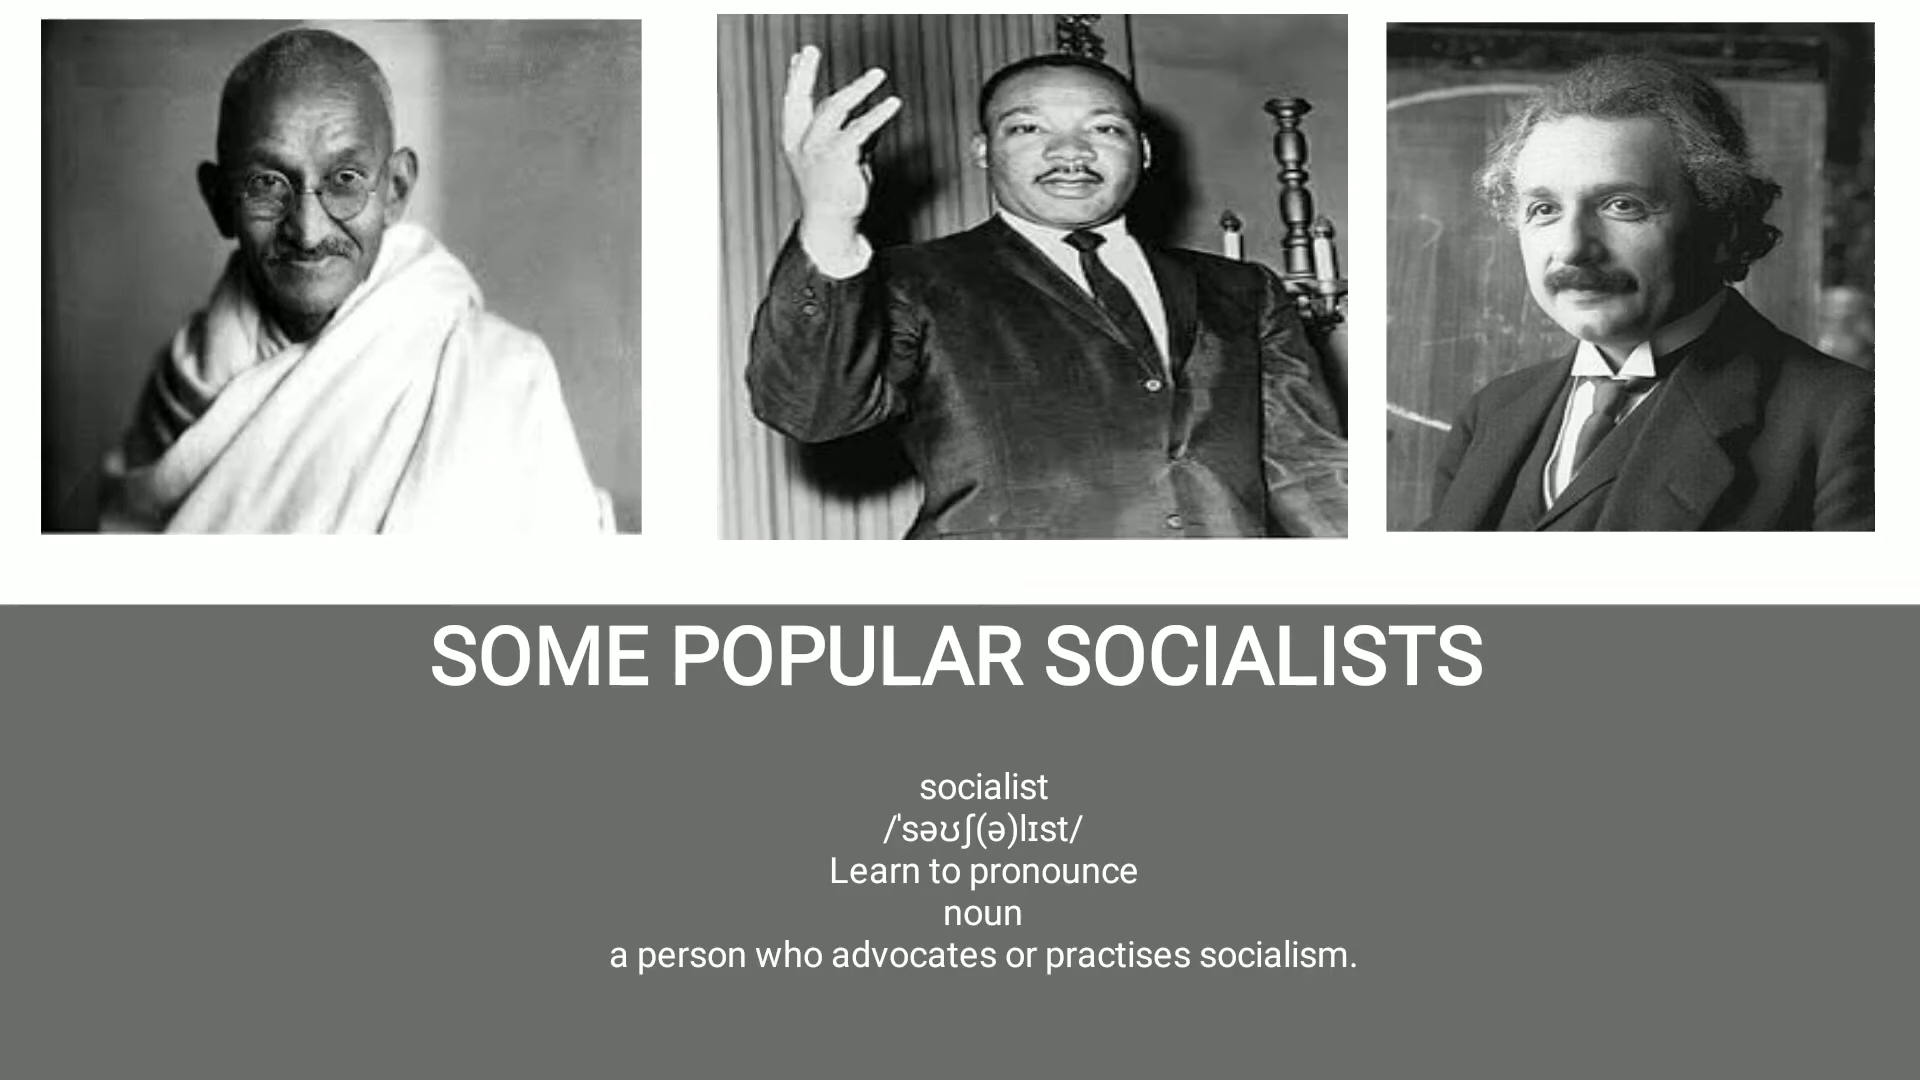 SOME POPULAR SOCIALISTS
socialist
/ˈsəʊʃ(ə)lɪst/
Learn to pronounce
noun
a person who advocates or practises socialism.